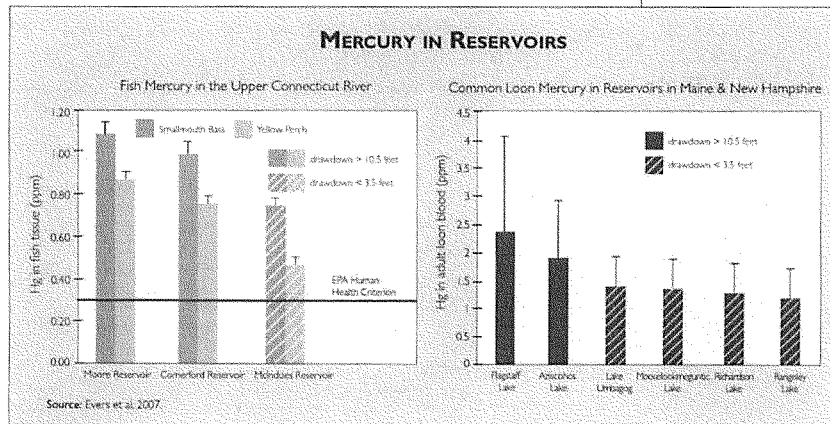 MERCURY IN RESERVOIRS
Fish Mercury in the Upper Connecticut River
1.20
1.00
0.80
0.60
0.40
0.20
0.00
Hg in fish tissue (ppm)
Smallmouth Bass
Yellow Perch
drawdown > 10.5 feet
drawdown < 3.5 feet
EPA Human
Health Criterion
Moore Reservoir
Comerford Reservoir
McIndoes Reservoir
Common Loon Mercury in Reservoirs in Maine & New Hampshire
4.5
4
3.5
3
2.5
2
1.5
1
0.5
0
Hg in adult loon blood (ppm)
drawdown > 10.5 feet
drawdown < 3.5 feet
Flagstaff
Lake
Aziscohos
Lake
Lake
Umbagog
Mooselookmeguntic
Lake
Richardson
Lake
Rangeley
Lake
Source: Evers et al. 2007